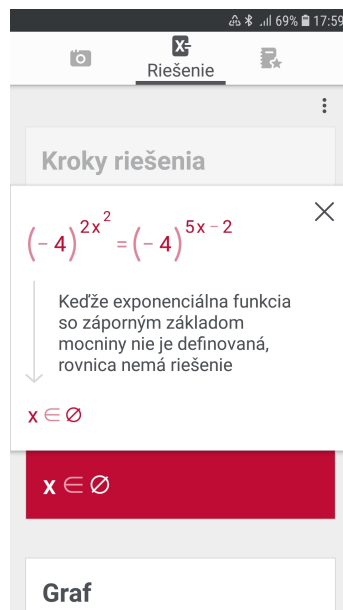 69% 17:59
Riešenie
Kroky riešenia
(-4)^2x^2 = (-4)^5x-2
Keďže exponenciálna funkcia
so záporným základom
mocniny nie je definovaná,
rovnica nemá riešenie
x ∈ ∅
x ∈ ∅
Graf